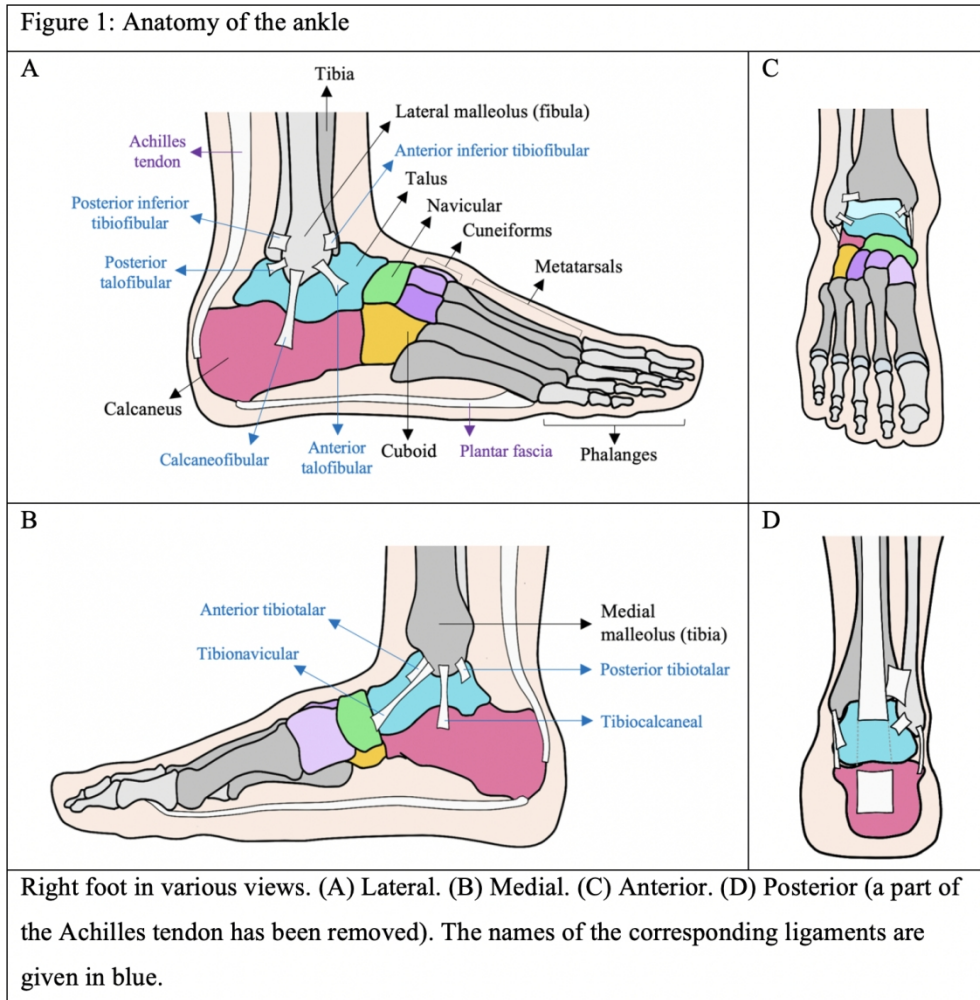 Figure 1: Anatomy of the ankle
A
Tibia
Lateral malleolus (fibula)
Achilles
tendon
Anterior inferior tibiofibular
Talus
Posterior inferior
tibiofibular
Navicular
Cuneiforms
Posterior
talofibular
Metatarsals
Calcaneus
Calcaneofibular
Anterior
talofibular
Cuboid
Plantar fascia
Phalanges
C
B
Anterior tibiotalar
Tibionavicular
Medial
malleolus (tibia)
Posterior tibiotalar
Tibiocalcaneal
D
Right foot in various views. (A) Lateral. (B) Medial. (C) Anterior. (D) Posterior (a part of
the Achilles tendon has been removed). The names of the corresponding ligaments are
given in blue.